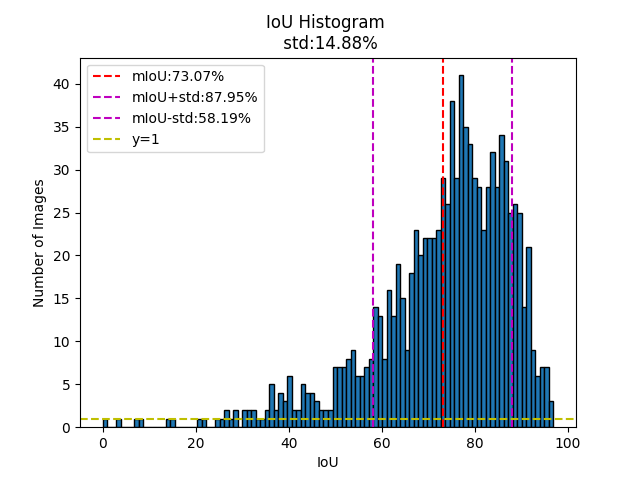 IoU Histogram
std:14.88%
mIoU:73.07%
mIoU+std:87.95%
mIoU-std:58.19%
y=1
Number of Images
40
35
30
25
20
15
10
5
0
0 20 40 60 80 100
IoU